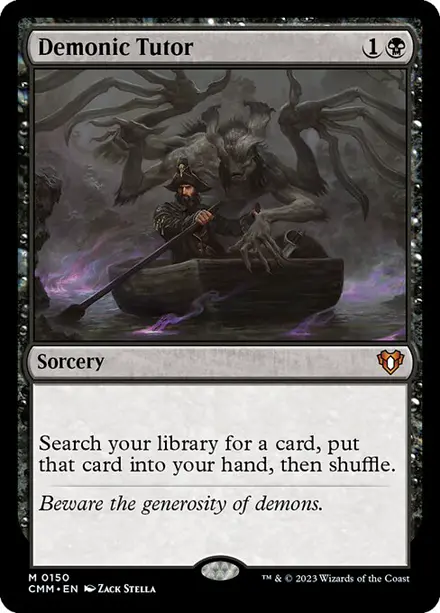 Demonic Tutor 1
Sorcery
Search your library for a card, put
that card into your hand, then shuffle.
Beware the generosity of demons.
M 0150
CMM • EN Zack Stella
™ & © 2023 Wizards of the Coast